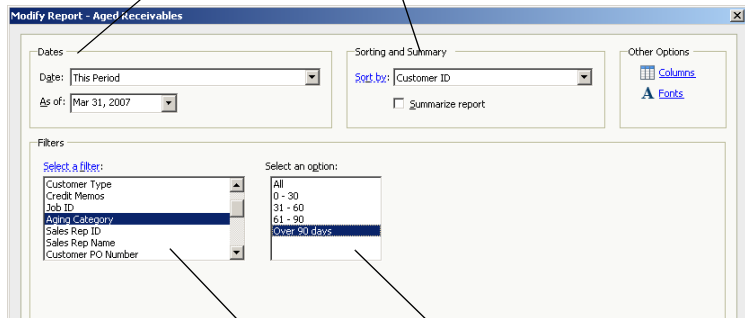 Modify Report - Aged Receivables
Dates
Date: This Period
As of: Mar 31, 2007
Sorting and Summary
Sort by: Customer ID
Summarize report
Other Options
Columns
A Fonts
Filters
Select a filter:
Customer Type
Credit Memos
Job ID
Aging Category
Sales Rep ID
Sales Rep Name
Customer PO Number
Select an option:
All
0 - 30
31 - 60
61 - 90
Over 90 days